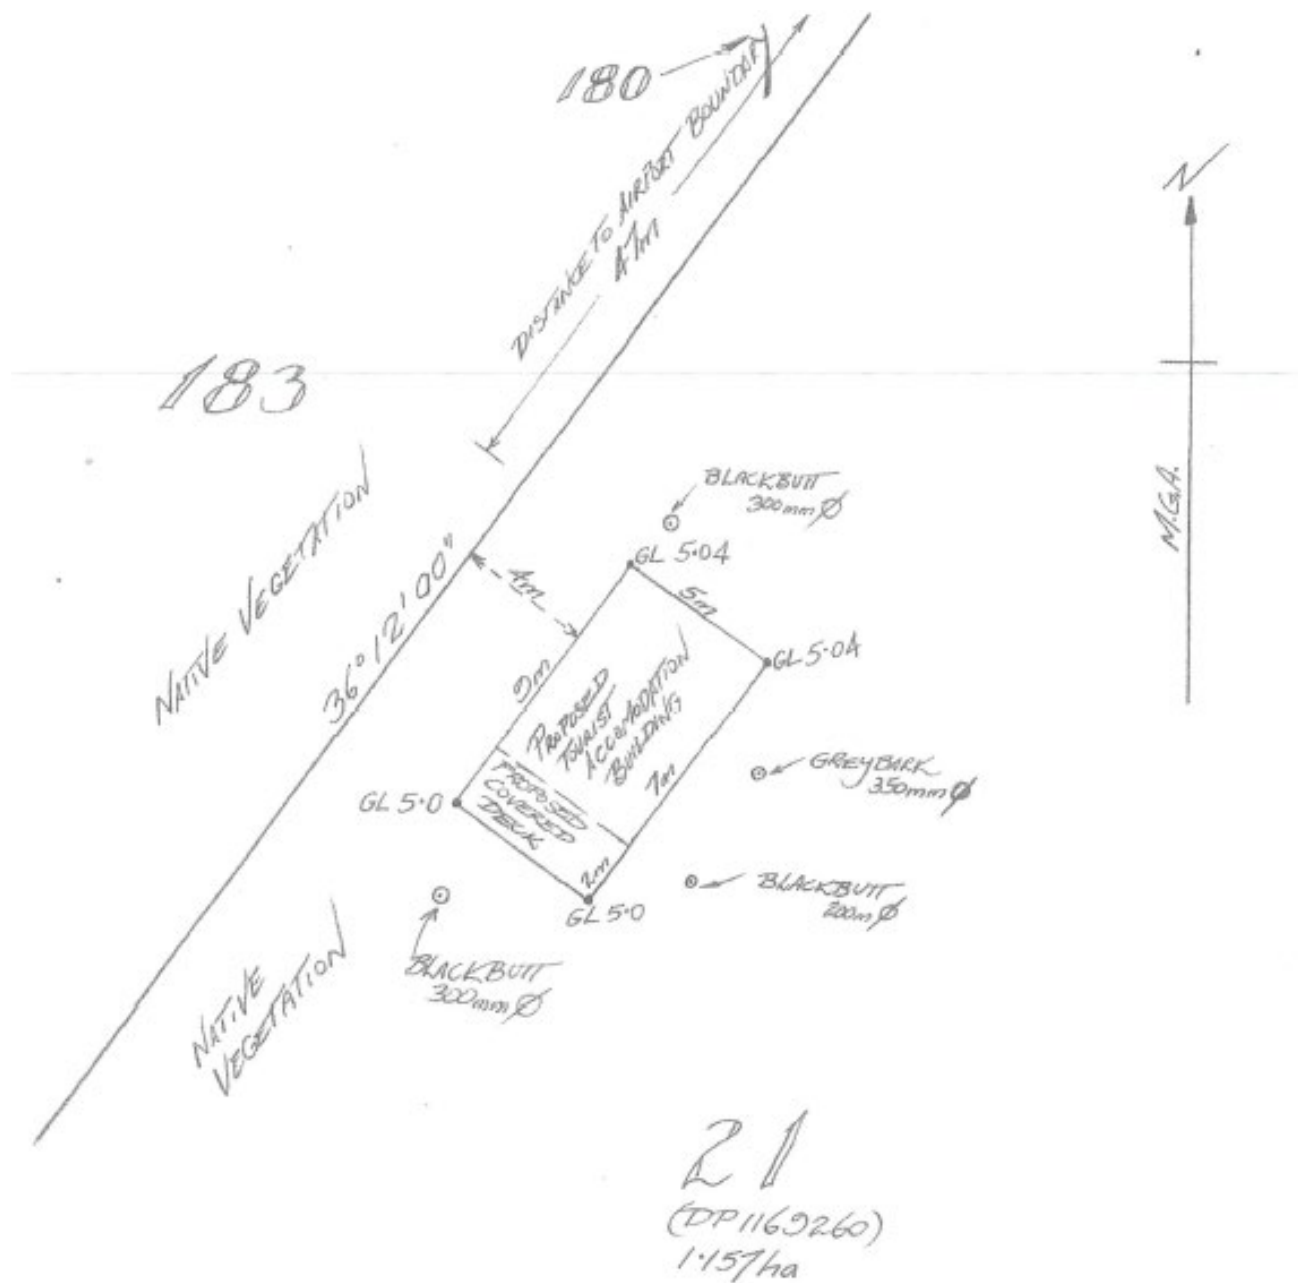 180
N
DISTANCE TO AIRPORT BOUNDARY
47m
183
M.G.A.
BLACKBUTT
300mm Ø
NATIVE VEGETATION
36° 12' 00"
4m
GL 5.04
5m
GL 5.04
9m
PROPOSED
TOURIST
ACCOMODATION
BUILDING
7m
GREYBARK
350mm Ø
GL 5.0
PROPOSED
COVERED
DECK
2m
GL 5.0
BLACKBUTT
200m Ø
BLACKBUTT
300mm Ø
NATIVE
VEGETATION
21
(DP1169260)
1.157ha